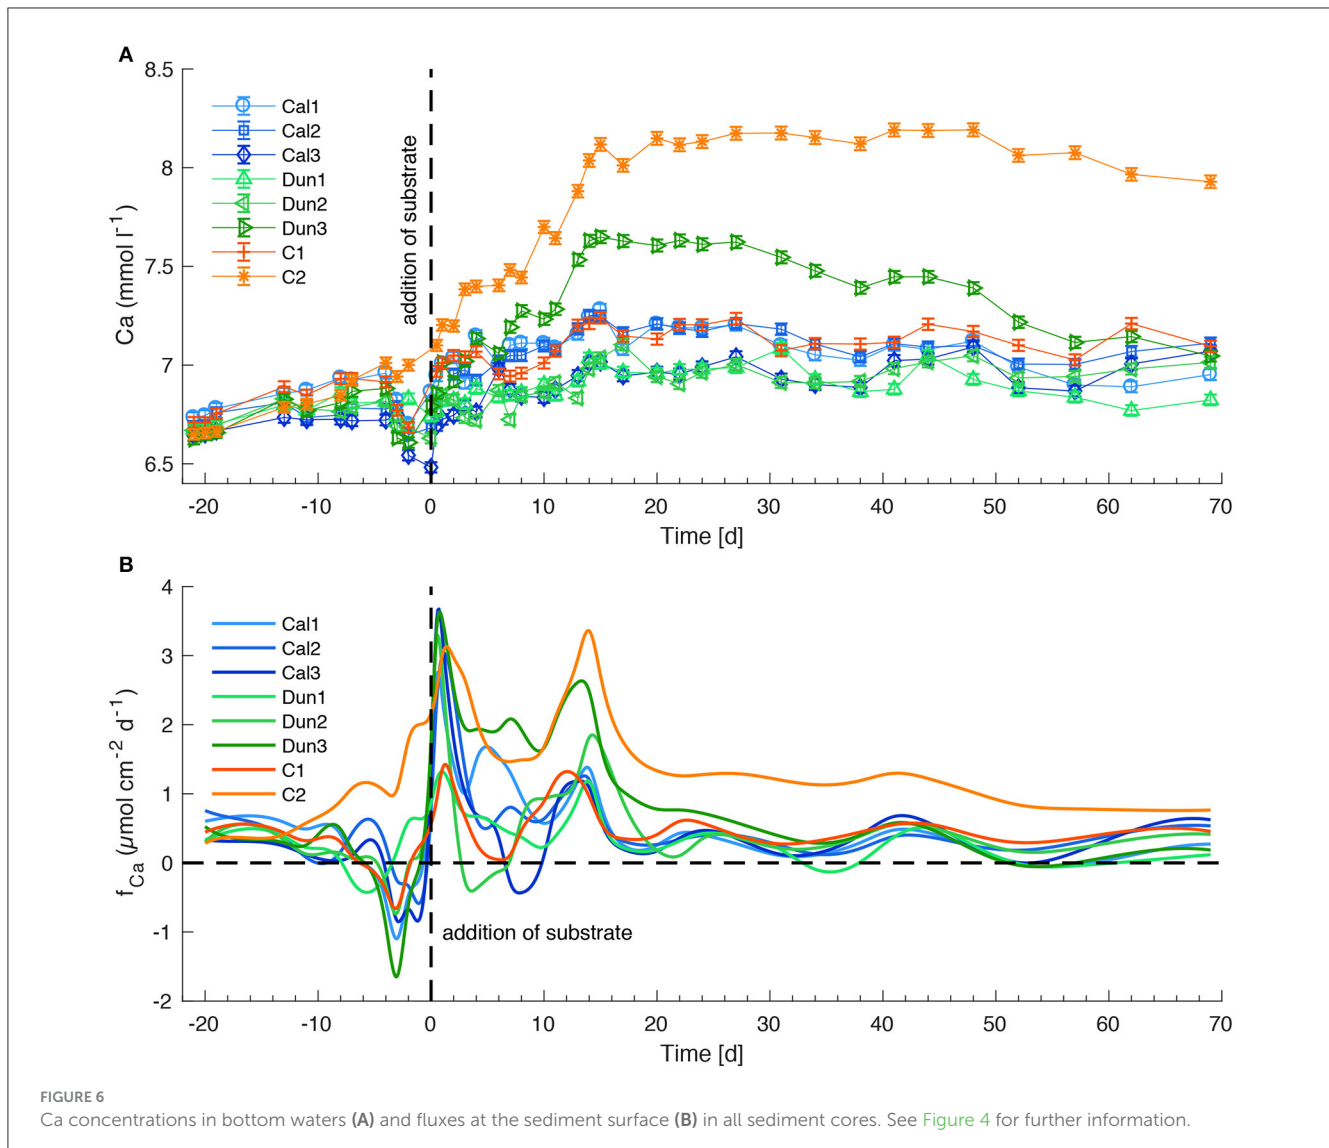 A
8.5
8
7.5
7
6.5
Ca (mmol l⁻¹)
Cal1
Cal2
Cal3
Dun1
Dun2
Dun3
C1
C2
addition of substrate
-20 -10 0 10 20 30 40 50 60 70
Time [d]
B
4
3
2
1
0
-1
-2
f_Ca (µmol cm⁻² d⁻¹)
Cal1
Cal2
Cal3
Dun1
Dun2
Dun3
C1
C2
addition of substrate
-20 -10 0 10 20 30 40 50 60 70
Time [d]
FIGURE 6
Ca concentrations in bottom waters (A) and fluxes at the sediment surface (B) in all sediment cores. See Figure 4 for further information.